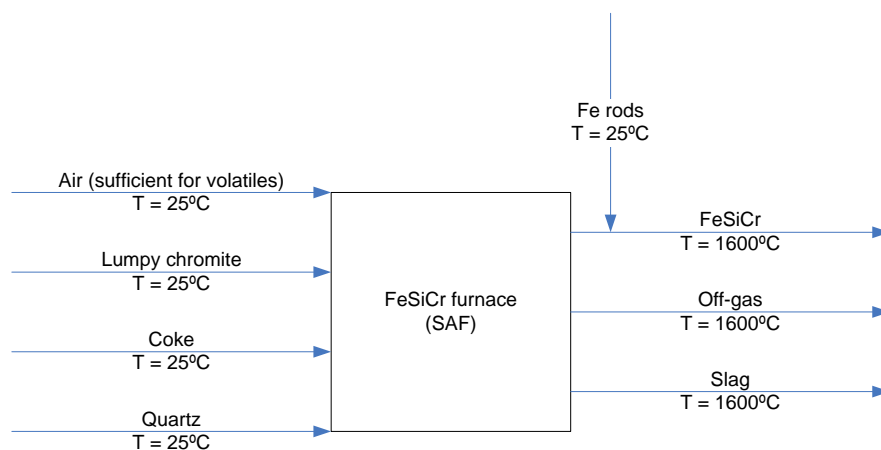 Fe rods
T = 25ºC
Air (sufficient for volatiles)
T = 25ºC
Lumpy chromite
T = 25ºC
Coke
T = 25ºC
Quartz
T = 25ºC
FeSiCr furnace
(SAF)
FeSiCr
T = 1600ºC
Off-gas
T = 1600ºC
Slag
T = 1600ºC